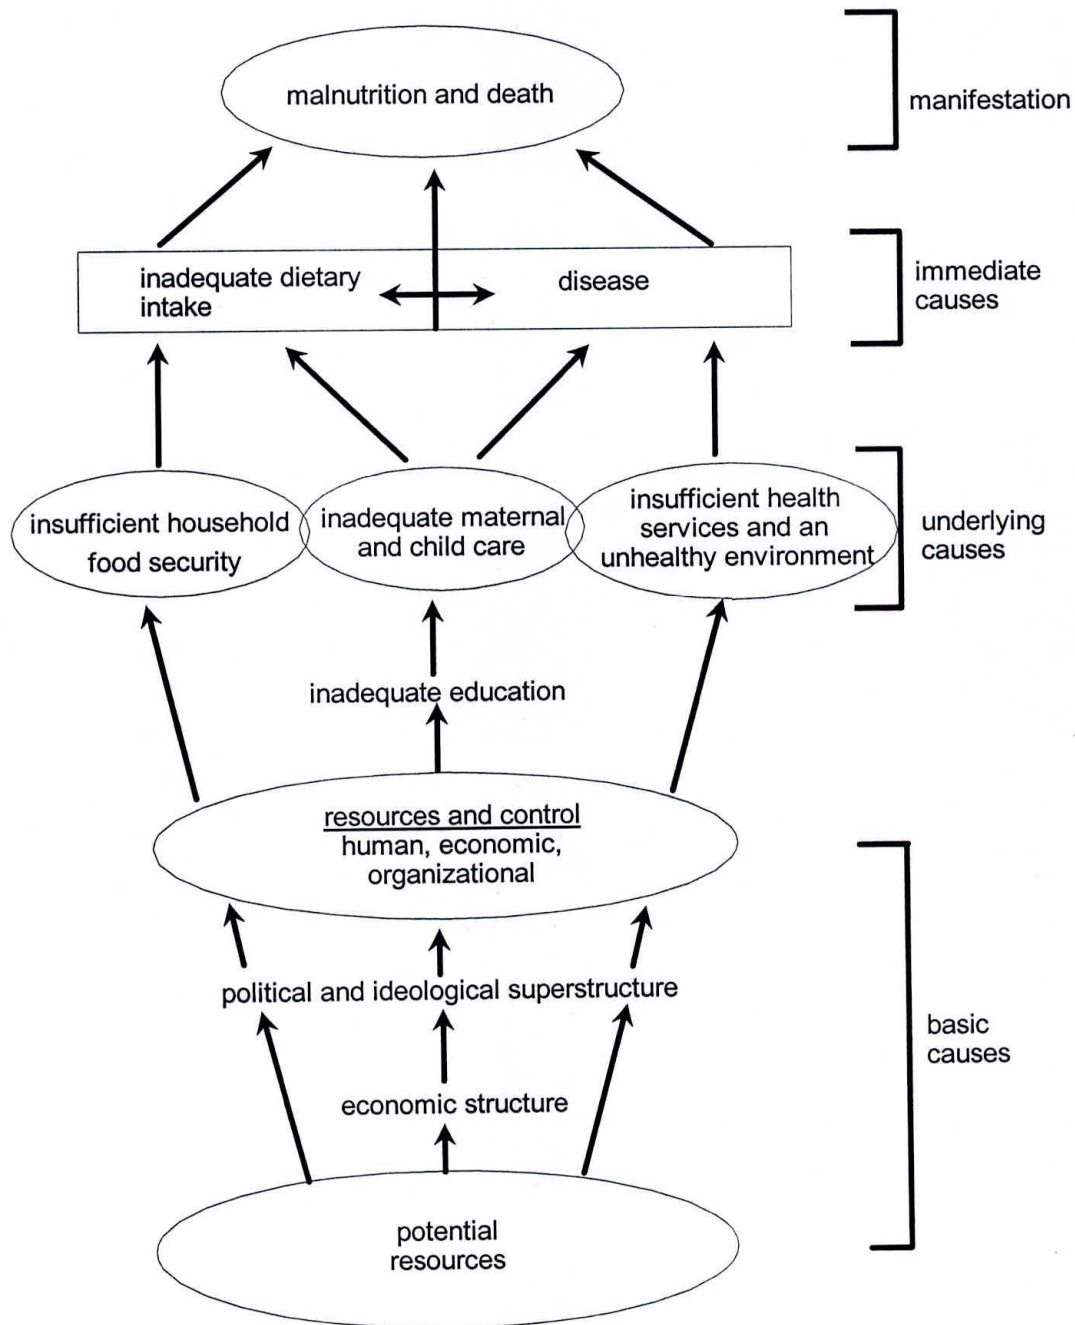 malnutrition and death
manifestation
inadequate dietary
intake
disease
immediate
causes
insufficient household
food security
inadequate maternal
and child care
insufficient health
services and an
unhealthy environment
underlying
causes
inadequate education
resources and control
human, economic,
organizational
political and ideological superstructure
economic structure
potential
resources
basic
causes